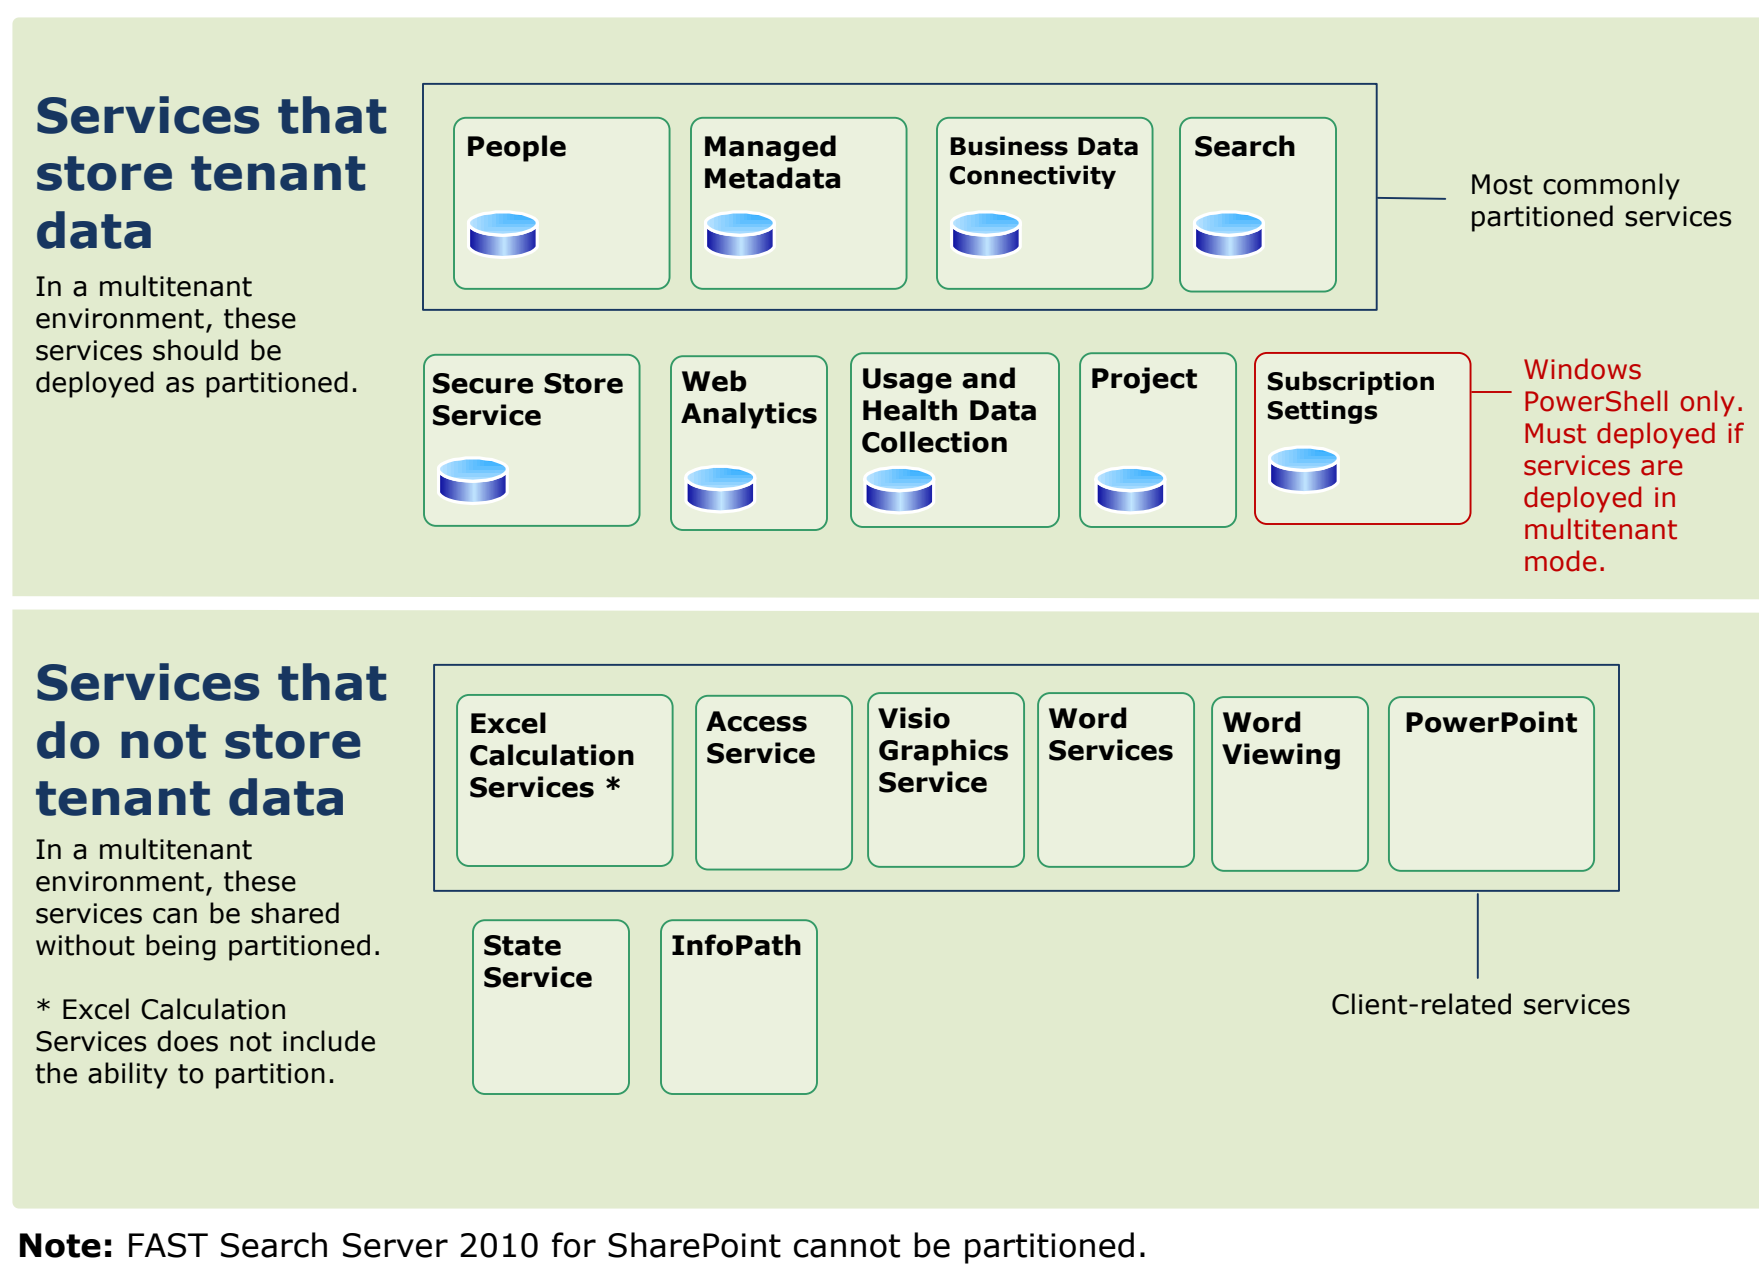 Services that
store tenant
data
In a multitenant
environment, these
services should be
deployed as partitioned.
People
Managed
Metadata
Business Data
Connectivity
Search
Most commonly
partitioned services
Secure Store
Service
Web
Analytics
Usage and
Health Data
Collection
Project
Subscription
Settings
Windows
PowerShell only.
Must deployed if
services are
deployed in
multitenant
mode.
Services that
do not store
tenant data
In a multitenant
environment, these
services can be shared
without being partitioned.
* Excel Calculation
Services does not include
the ability to partition.
Excel
Calculation
Services *
Access
Service
Visio
Graphics
Service
Word
Services
Word
Viewing
PowerPoint
State
Service
InfoPath
Client-related services
Note: FAST Search Server 2010 for SharePoint cannot be partitioned.